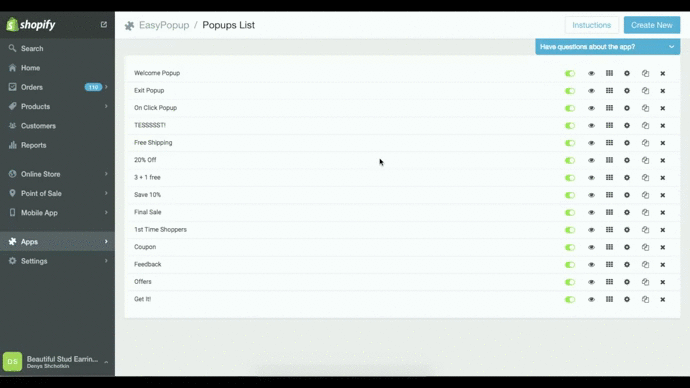 shopify
EasyPopup / Popups List
Instuctions
Create New
Have questions about the app?
Search
Home
Orders
110
Products
Customers
Reports
Online Store
Point of Sale
Mobile App
Apps
Settings
Welcome Popup
Exit Popup
On Click Popup
TESSSSST!
Free Shipping
20% Off
3 + 1 free
Save 10%
Final Sale
1st Time Shoppers
Coupon
Feedback
Offers
Get It!
DS
Beautiful Stud Earrin...
Denys Shchotkin